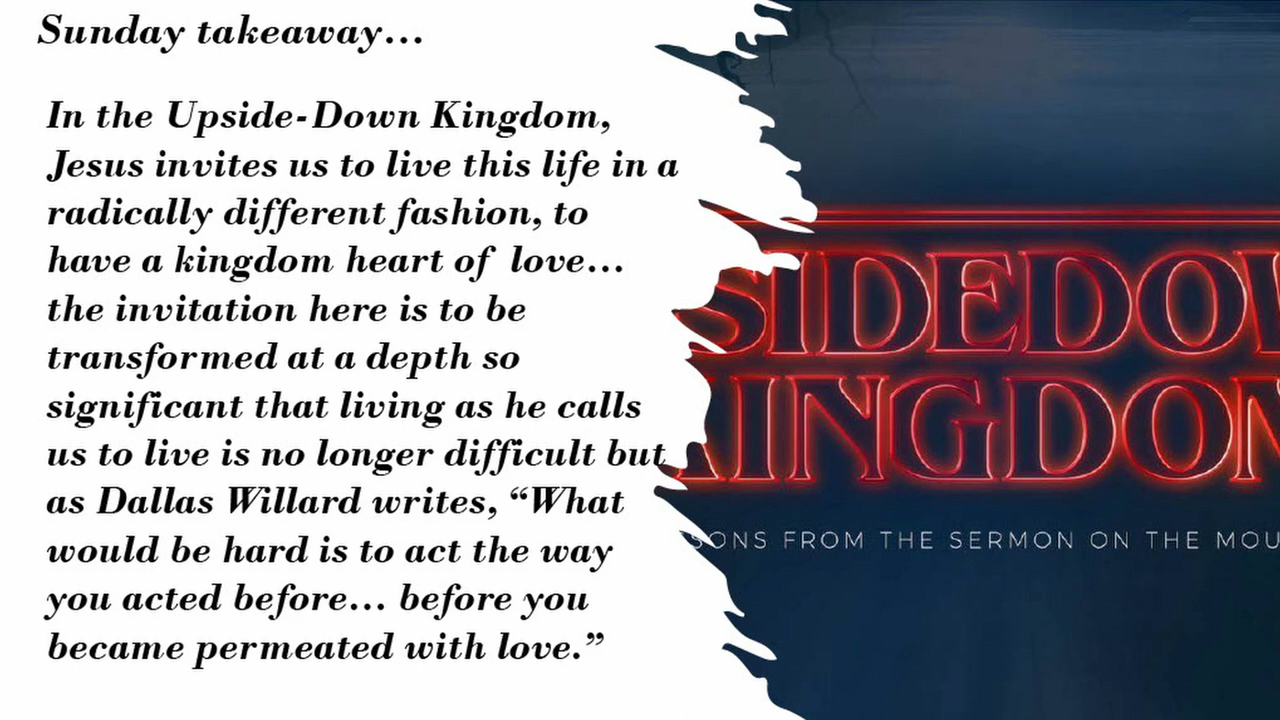 Sunday takeaway...
In the Upside-Down Kingdom,
Jesus invites us to live this life in a
radically different fashion, to
have a kingdom heart of love...
the invitation here is to be
transformed at a depth so
significant that living as he calls
us to live is no longer difficult but
as Dallas Willard writes, “What
would be hard is to act the way
you acted before... before you
became permeated with love.”
SIDEDOW
KINGDOM
SONS FROM THE SERMON ON THE MOU